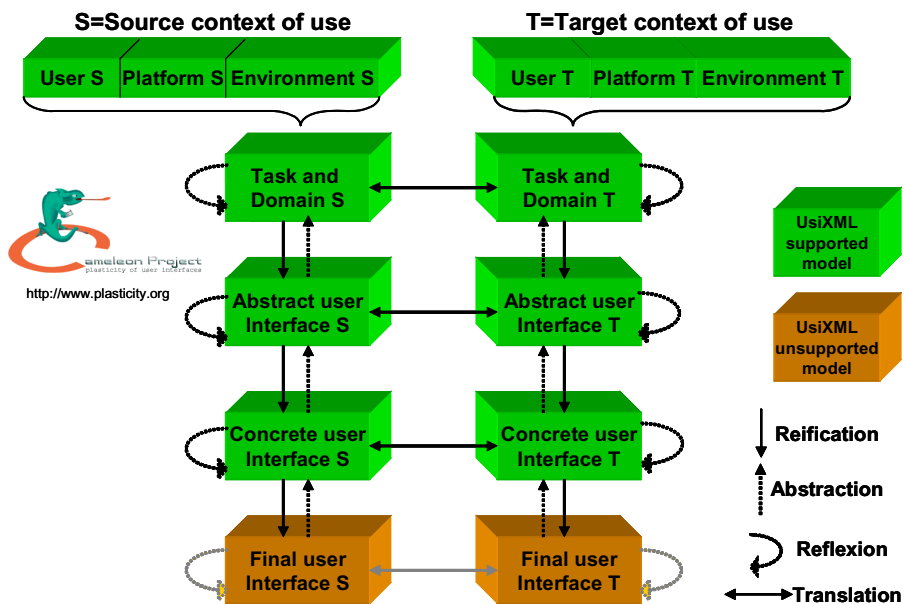 S=Source context of use
T=Target context of use
User S
Platform S
Environment S
User T
Platform T
Environment T
Task and
Domain S
Task and
Domain T
UsiXML
supported
model
ameleon Project
plasticity of user interfaces
http://www.plasticity.org
Abstract user
Interface S
Abstract user
Interface T
UsiXML
unsupported
model
Concrete user
Interface S
Concrete user
Interface T
Reification
Abstraction
Final user
Interface S
Final user
Interface T
Reflexion
Translation